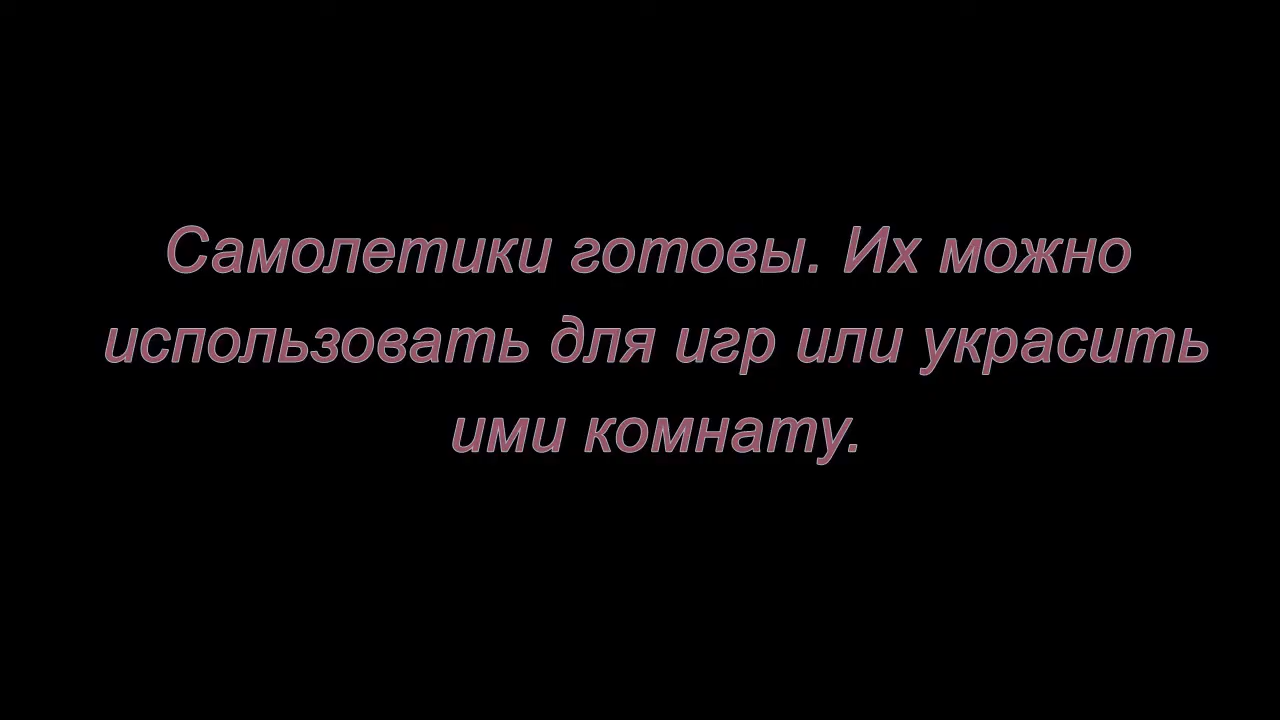 Самолетики готовы. Их можно
использовать для игр или украсить
ими комнату.